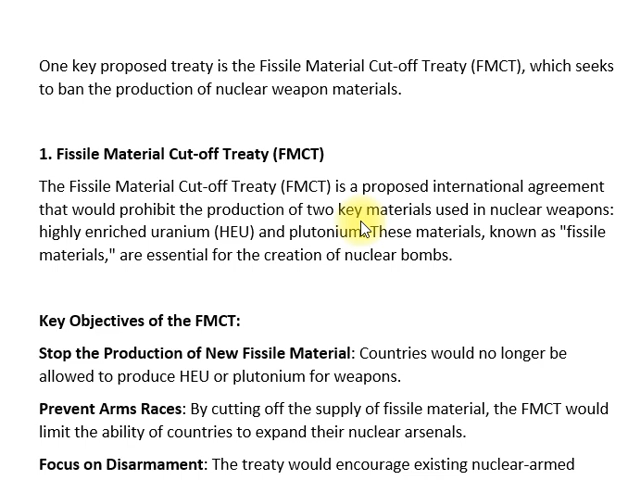 One key proposed treaty is the Fissile Material Cut-off Treaty (FMCT), which seeks
to ban the production of nuclear weapon materials.
1. Fissile Material Cut-off Treaty (FMCT)
The Fissile Material Cut-off Treaty (FMCT) is a proposed international agreement
that would prohibit the production of two key materials used in nuclear weapons:
highly enriched uranium (HEU) and plutonium. These materials, known as "fissile
materials," are essential for the creation of nuclear bombs.
Key Objectives of the FMCT:
Stop the Production of New Fissile Material: Countries would no longer be
allowed to produce HEU or plutonium for weapons.
Prevent Arms Races: By cutting off the supply of fissile material, the FMCT would
limit the ability of countries to expand their nuclear arsenals.
Focus on Disarmament: The treaty would encourage existing nuclear-armed